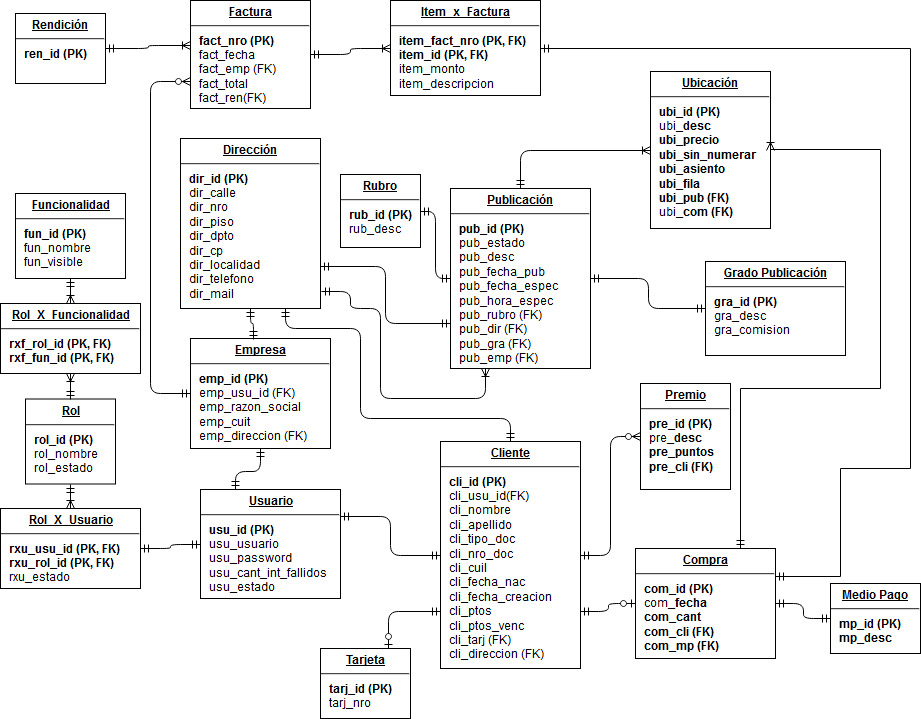 Rendición
ren_id (PK)
Factura
fact_nro (PK)
fact_fecha
fact_emp (FK)
fact_total
fact_ren(FK)
Item_x_Factura
item_fact_nro (PK, FK)
item_id (PK, FK)
item_monto
item_descripcion
Ubicación
ubi_id (PK)
ubi_desc
ubi_precio
ubi_sin_numerar
ubi_asiento
ubi_fila
ubi_pub (FK)
ubi_com (FK)
Dirección
dir_id (PK)
dir_calle
dir_nro
dir_piso
dir_dpto
dir_cp
dir_localidad
dir_telefono
dir_mail
Rubro
rub_id (PK)
rub_desc
Publicación
pub_id (PK)
pub_estado
pub_desc
pub_fecha_pub
pub_fecha_espec
pub_hora_espec
pub_rubro (FK)
pub_dir (FK)
pub_gra (FK)
pub_emp (FK)
Funcionalidad
fun_id (PK)
fun_nombre
fun_visible
Grado Publicación
gra_id (PK)
gra_desc
gra_comision
Rol_X_Funcionalidad
rxf_rol_id (PK, FK)
rxf_fun_id (PK, FK)
Empresa
emp_id (PK)
emp_usu_id (FK)
emp_razon_social
emp_cuit
emp_direccion (FK)
Premio
pre_id (PK)
pre_desc
pre_puntos
pre_cli (FK)
Rol
rol_id (PK)
rol_nombre
rol_estado
Cliente
cli_id (PK)
cli_usu_id(FK)
cli_nombre
cli_apellido
cli_tipo_doc
cli_nro_doc
cli_cuil
cli_fecha_nac
cli_fecha_creacion
cli_ptos
cli_ptos_venc
cli_tarj (FK)
cli_direccion (FK)
Usuario
usu_id (PK)
usu_usuario
usu_password
usu_cant_int_fallidos
usu_estado
Rol_X_Usuario
rxu_usu_id (PK, FK)
rxu_rol_id (PK, FK)
rxu_estado
Compra
com_id (PK)
com_fecha
com_cant
com_cli (FK)
com_mp (FK)
Medio Pago
mp_id (PK)
mp_desc
Tarjeta
tarj_id (PK)
tarj_nro